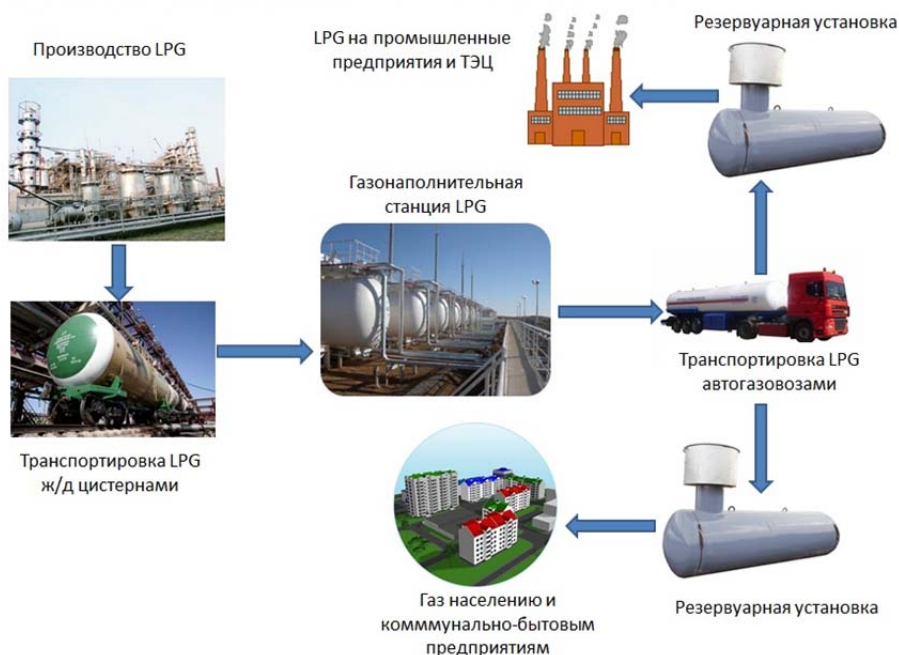 Производство LPG
LPG на промышленные
предприятия и ТЭЦ
Резервуарная установка
Газонаполнительная
станция LPG
Транспортировка LPG
автогазовозами
Транспортировка LPG
ж/д цистернами
Газ населению и
комммунально-бытовым
предприятиям
Резервуарная установка